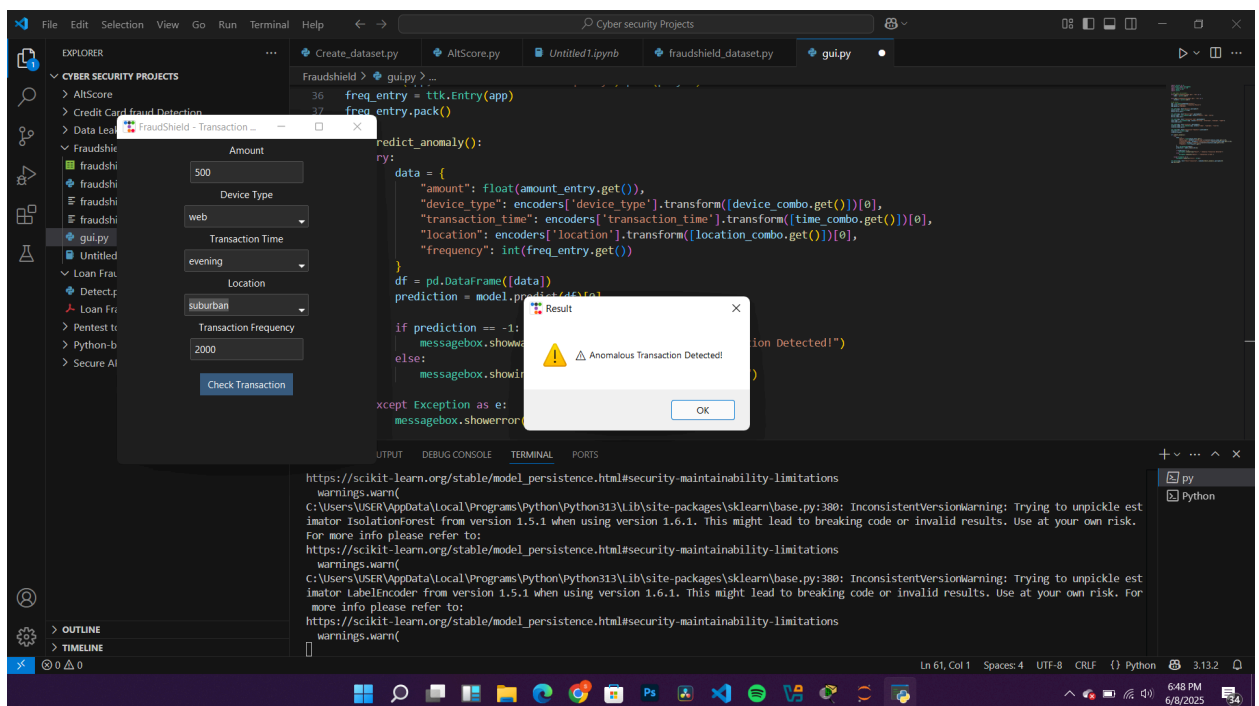 File Edit Selection View Go Run Terminal Help
Cyber security Projects
EXPLORER
CYBER SECURITY PROJECTS
AltScore
Credit Card fraud Detection
Data Leak
Fraudshie
fraudshi
fraudshi
fraudshi
fraudshi
gui.py
Untitled
Loan Frau
Detect.p
Loan Fra
Pentest to
Python-b
Secure AI
OUTLINE
TIMELINE
Create_dataset.py AltScore.py Untitled1.ipynb fraudshield_dataset.py gui.py
Fraudshield > gui.py > ...
36 freq_entry = ttk.Entry(app)
37 freq_entry.pack()
redict_anomaly():
ry:
data = {
"amount": float(amount_entry.get()),
"device_type": encoders['device_type'].transform([device_combo.get()])[0],
"transaction_time": encoders['transaction_time'].transform([time_combo.get()])[0],
"location": encoders['location'].transform([location_combo.get()])[0],
"frequency": int(freq_entry.get())
}
df = pd.DataFrame([data])
prediction = model.predict(df)[0]
if prediction == -1:
messagebox.showwa
ion Detected!")
else:
messagebox.showin
)
xcept Exception as e:
messagebox.showerror(
FraudShield - Transaction ...
Amount
500
Device Type
web
Transaction Time
evening
Location
suburban
Transaction Frequency
2000
Check Transaction
Result
⚠ Anomalous Transaction Detected!
OK
UTPUT DEBUG CONSOLE TERMINAL PORTS
py
Python
https://scikit-learn.org/stable/model_persistence.html#security-maintainability-limitations
warnings.warn(
C:\Users\USER\AppData\Local\Programs\Python\Python313\Lib\site-packages\sklearn\base.py:380: InconsistentVersionWarning: Trying to unpickle est
imator IsolationForest from version 1.5.1 when using version 1.6.1. This might lead to breaking code or invalid results. Use at your own risk.
For more info please refer to:
https://scikit-learn.org/stable/model_persistence.html#security-maintainability-limitations
warnings.warn(
C:\Users\USER\AppData\Local\Programs\Python\Python313\Lib\site-packages\sklearn\base.py:380: InconsistentVersionWarning: Trying to unpickle est
imator LabelEncoder from version 1.5.1 when using version 1.6.1. This might lead to breaking code or invalid results. Use at your own risk. For
more info please refer to:
https://scikit-learn.org/stable/model_persistence.html#security-maintainability-limitations
warnings.warn(
0 0 Ln 61, Col 1 Spaces: 4 UTF-8 CRLF {} Python 3.13.2
Ps
6:48 PM
6/8/2025
34